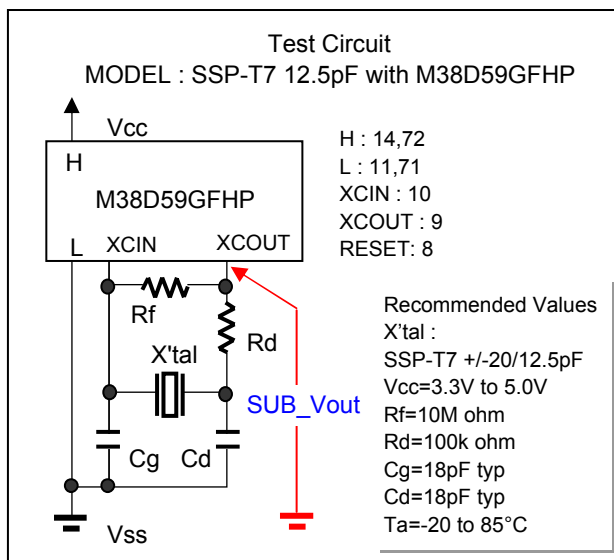 Test Circuit
MODEL : SSP-T7 12.5pF with M38D59GFHP
Vcc
H
M38D59GFHP
L XCIN XCOUT
H : 14,72
L : 11,71
XCIN : 10
XCOUT : 9
RESET: 8
Rf
Rd
X'tal
SUB_Vout
Cg Cd
Vss
Recommended Values
X'tal :
SSP-T7 +/-20/12.5pF
Vcc=3.3V to 5.0V
Rf=10M ohm
Rd=100k ohm
Cg=18pF typ
Cd=18pF typ
Ta=-20 to 85°C